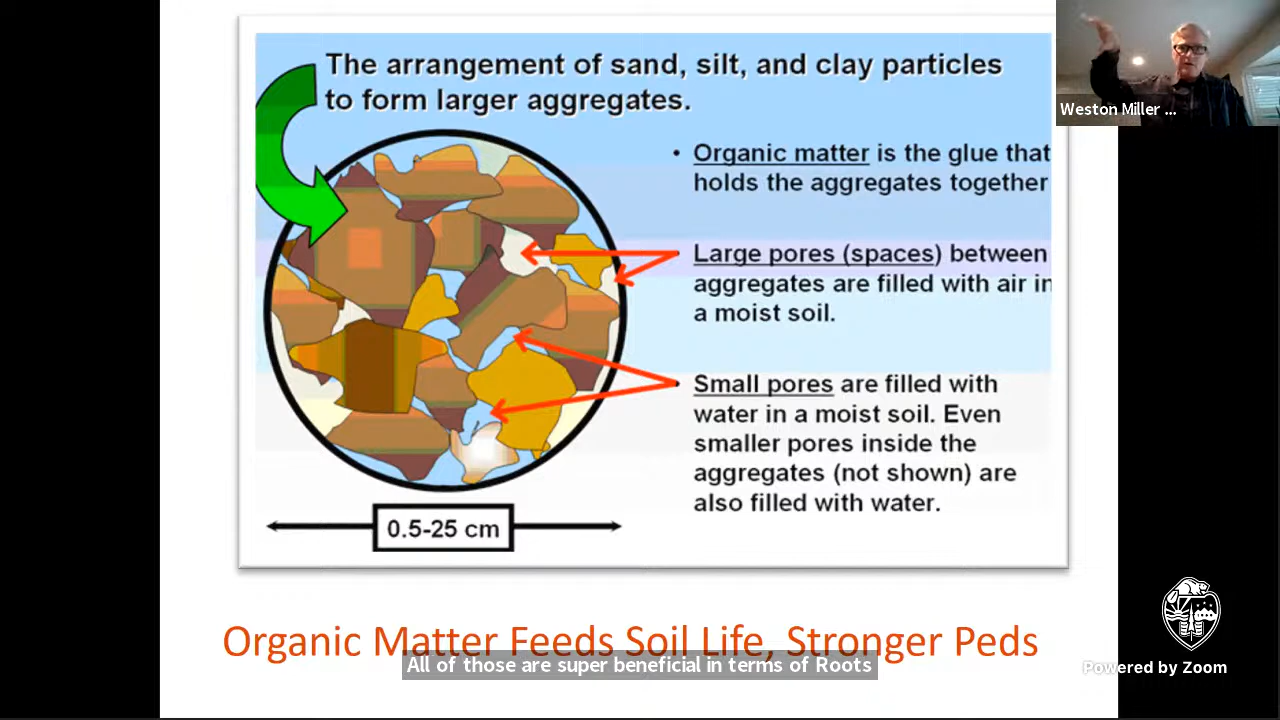 The arrangement of sand, silt, and clay particles
to form larger aggregates.
• Organic matter is the glue that
holds the aggregates together
Large pores (spaces) between
aggregates are filled with air in
a moist soil.
Small pores are filled with
water in a moist soil. Even
smaller pores inside the
aggregates (not shown) are
also filled with water.
0.5-25 cm
Organic Matter Feeds Soil Life, Stronger Peds
All of those are super beneficial in terms of Roots
Weston Miller ...
Powered by Zoom